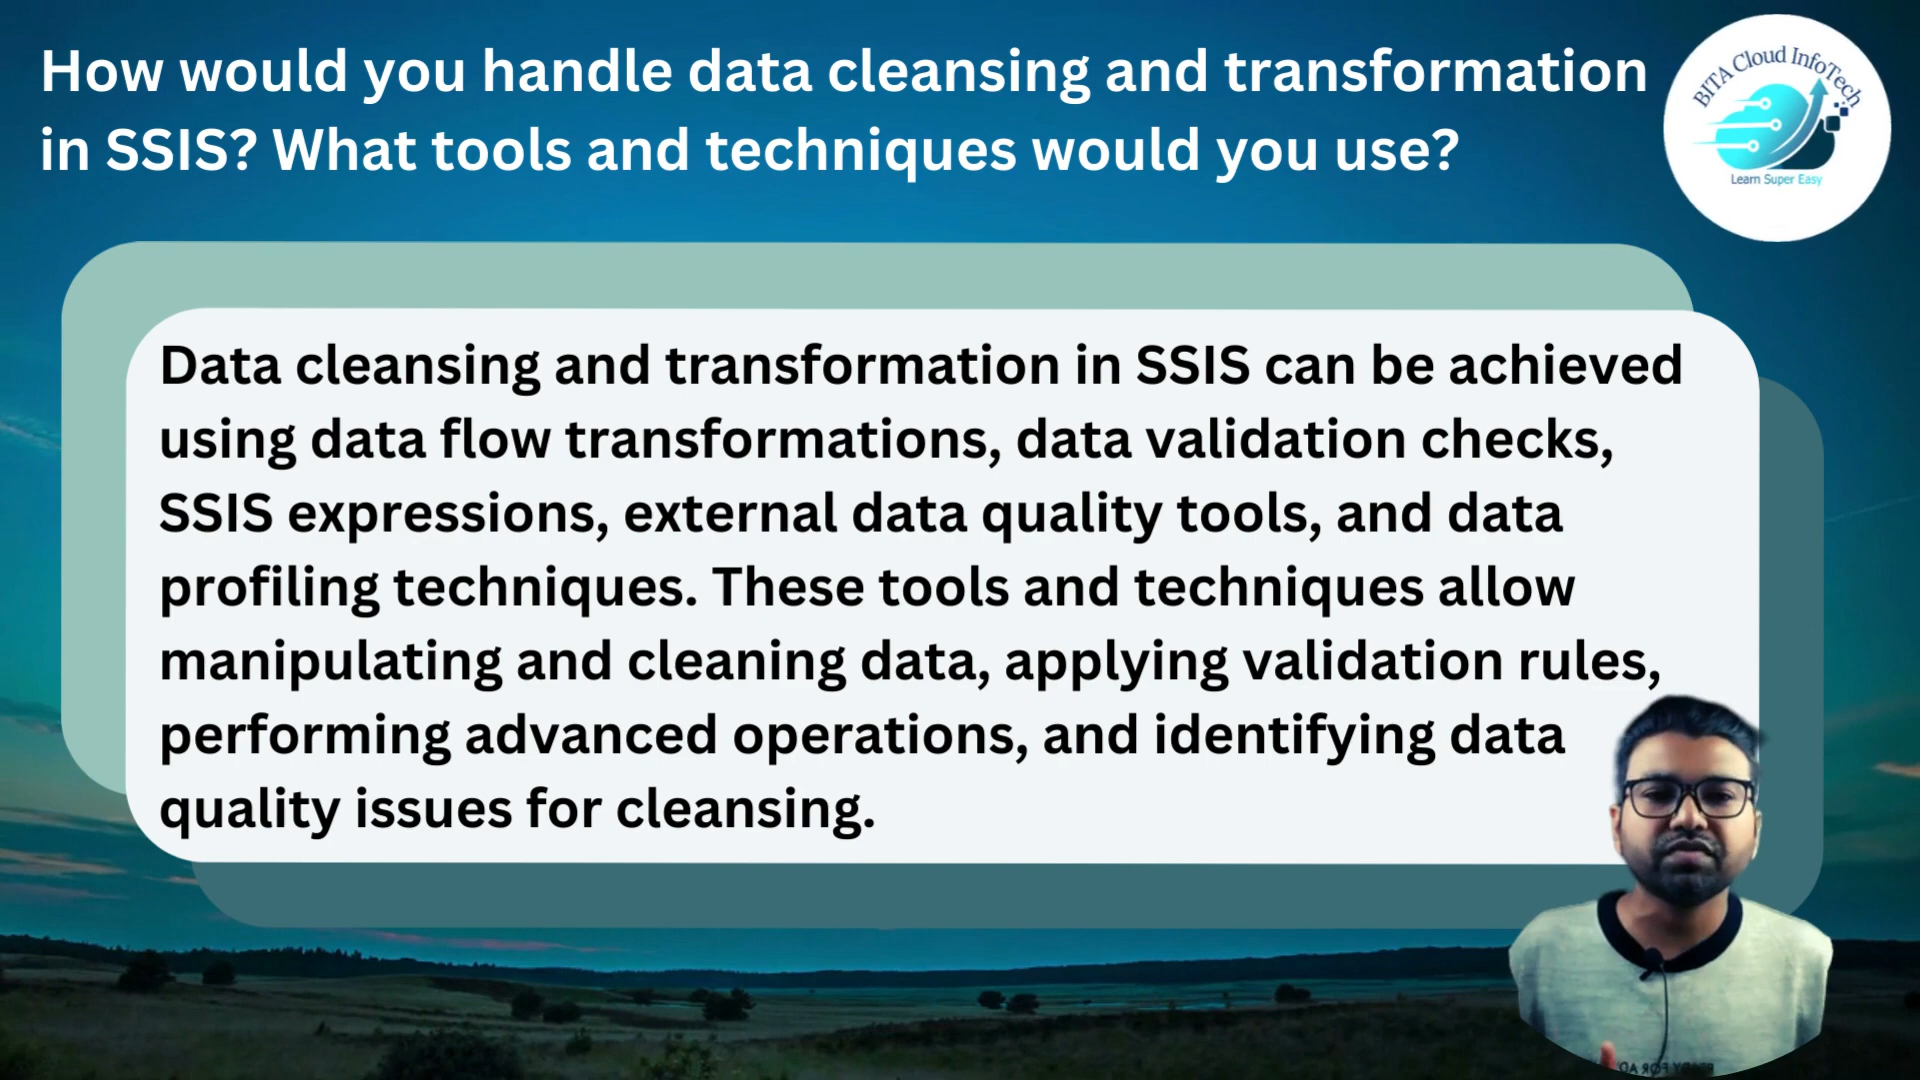 How would you handle data cleansing and transformation
in SSIS? What tools and techniques would you use?
BITA Cloud InfoTech
Learn Super Easy
Data cleansing and transformation in SSIS can be achieved
using data flow transformations, data validation checks,
SSIS expressions, external data quality tools, and data
profiling techniques. These tools and techniques allow
manipulating and cleaning data, applying validation rules,
performing advanced operations, and identifying data
quality issues for cleansing.